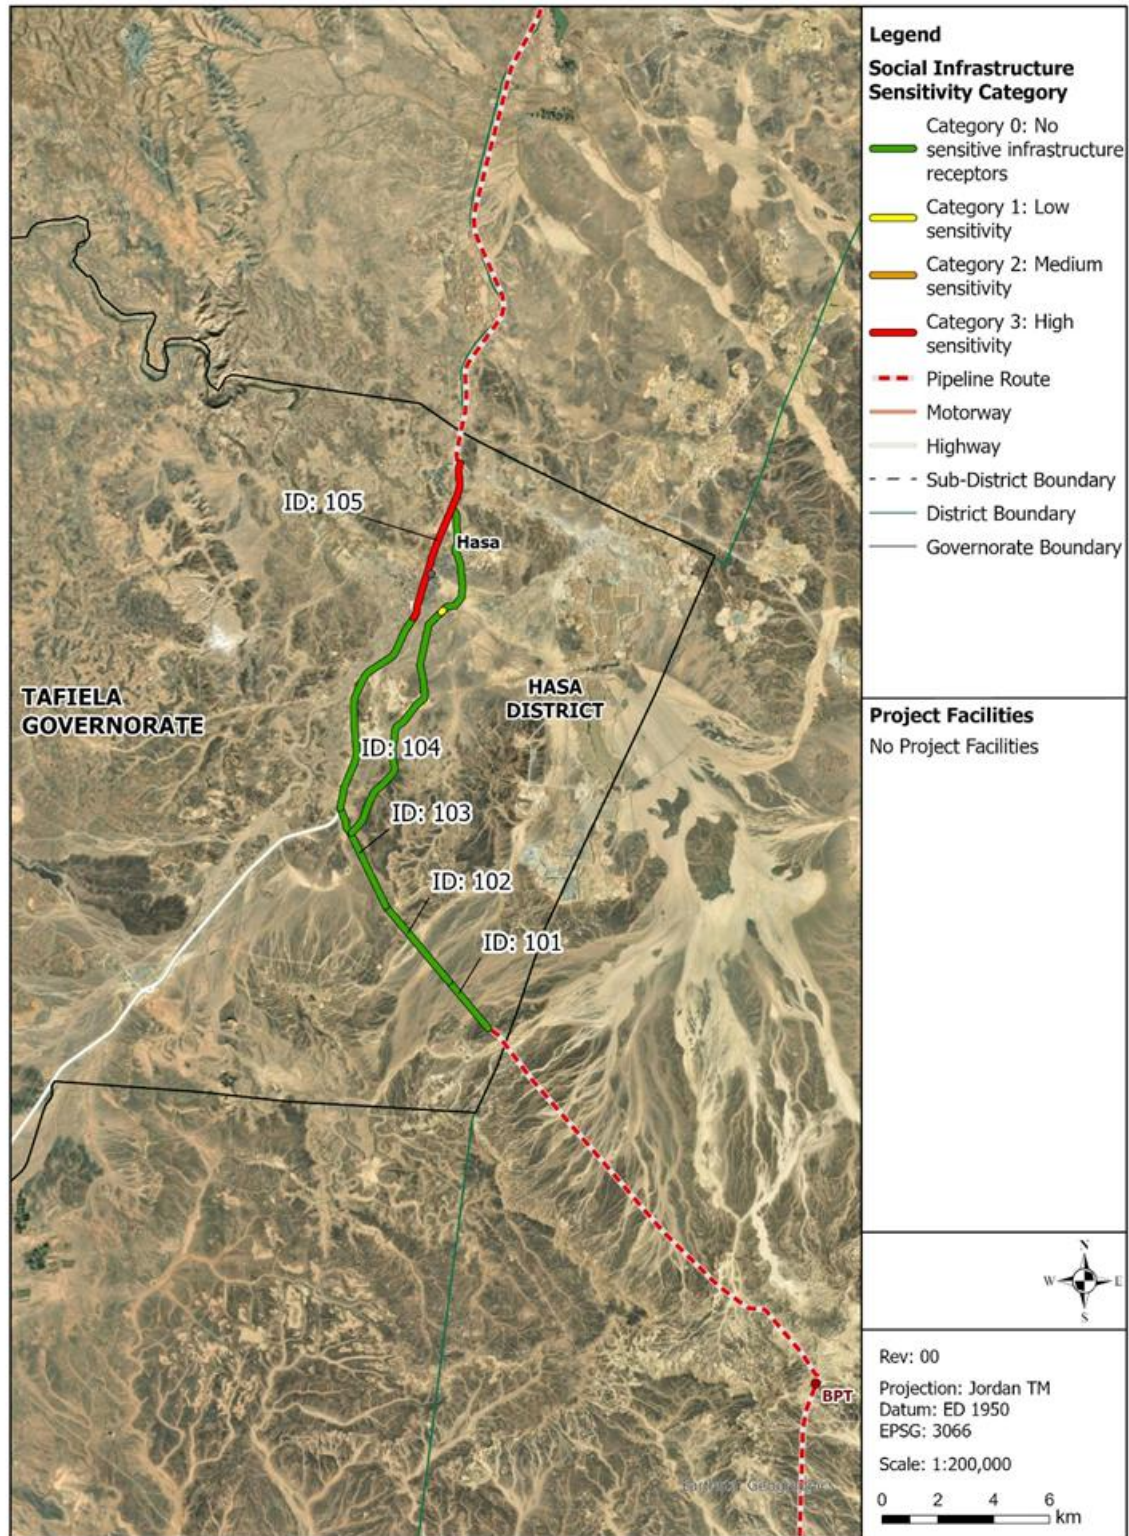 ID: 105
Hasa
TAFIELA
GOVERNORATE
HASA
DISTRICT
ID: 104
ID: 103
ID: 102
ID: 101
BPT
Legend
Social Infrastructure
Sensitivity Category
Category 0: No
sensitive infrastructure
receptors
Category 1: Low
sensitivity
Category 2: Medium
sensitivity
Category 3: High
sensitivity
Pipeline Route
Motorway
Highway
Sub-District Boundary
District Boundary
Governorate Boundary
Project Facilities
No Project Facilities
N
W E
S
Rev: 00
Projection: Jordan TM
Datum: ED 1950
EPSG: 3066
Scale: 1:200,000
0 2 4 6
km